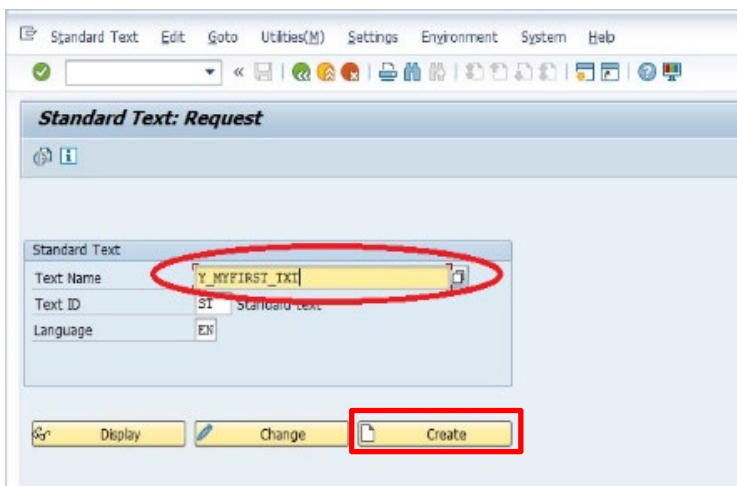 Standard Text Edit Goto Utilities(M) Settings Environment System Help
Standard Text: Request
Standard Text
Text Name Y_MYFIRST_TXT
Text ID ST Standard text
Language EN
Display Change Create